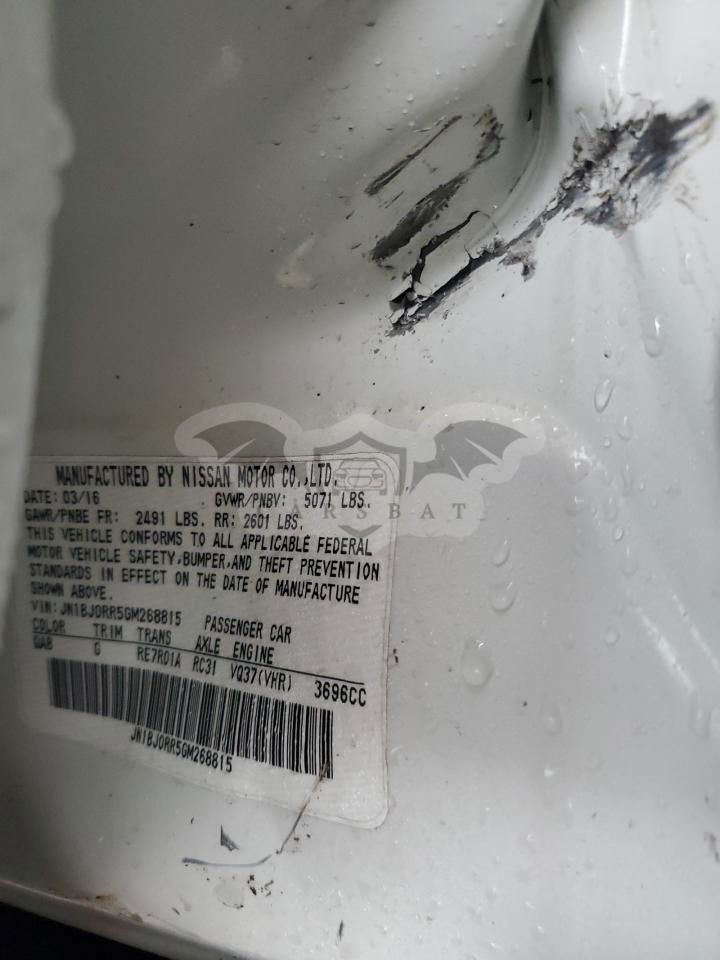 MANUFACTURED BY NISSAN MOTOR CO.,LTD.
DATE: 03/16 GVWR/PNBV: 5071 LBS.
GAWR/PNBE FR: 2491 LBS. RR: 2601 LBS.
THIS VEHICLE CONFORMS TO ALL APPLICABLE FEDERAL
MOTOR VEHICLE SAFETY,BUMPER,AND THEFT PREVENTION
STANDARDS IN EFFECT ON THE DATE OF MANUFACTURE
SHOWN ABOVE.
VIN: JN1BJ0RR5GM268815 PASSENGER CAR
COLOR TRIM TRANS AXLE ENGINE
QAB G RE7R01A RC31 VQ37(VHR) 3696CC
JN1BJ0RR5GM268815
CARSBAT